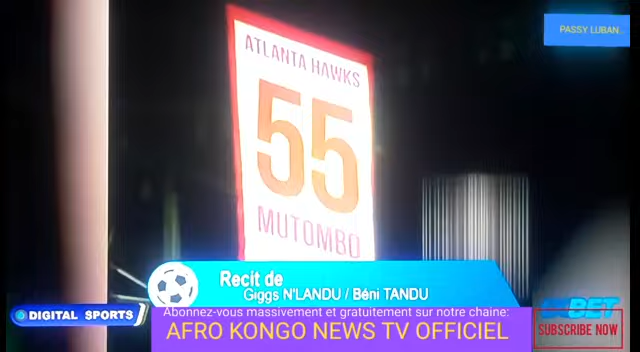 PASSY LUBAN..
ATLANTA HAWKS
55
MUTOMBO
Recit de
Giggs N'LANDU / Béni TANDU
DIGITAL SPORTS
Abonnez-vous massivement et gratuitement sur notre chaine:
AFRO KONGO NEWS TV OFFICIEL
BET
SUBSCRIBE NOW